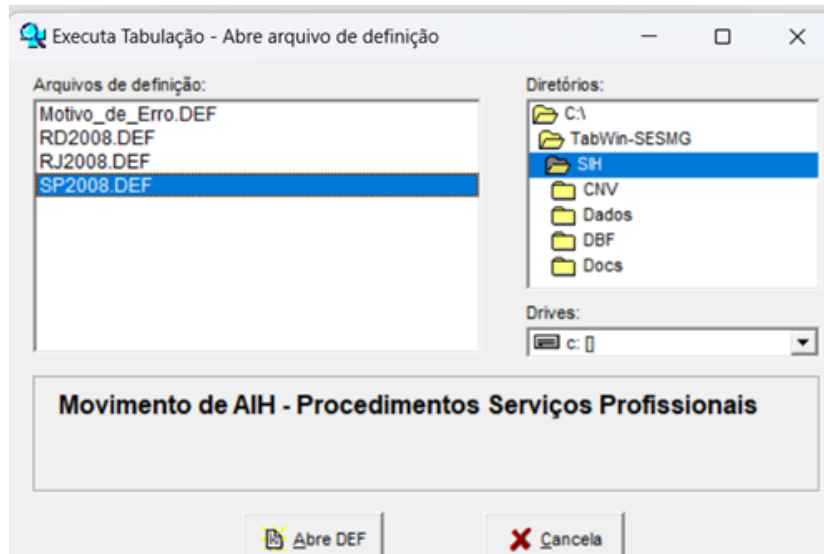 Executa Tabulação - Abre arquivo de definição
Arquivos de definição:
Motivo_de_Erro.DEF
RD2008.DEF
RJ2008.DEF
SP2008.DEF
Diretórios:
C:\
TabWin-SESMG
SIH
CNV
Dados
DBF
Docs
Drives:
c: []
Movimento de AIH - Procedimentos Serviços Profissionais
Abre DEF
Cancela